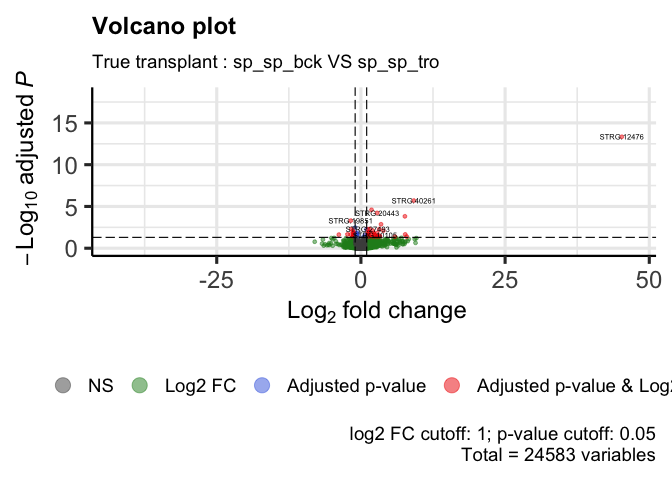 Volcano plot
True transplant : sp_sp_bck VS sp_sp_tro
−Log10 adjusted P
15
10
5
0
STRG.12476
STRG.40261
STRG.20443
STRG.19851
-25
0
25
50
Log2 fold change
NS
Log2 FC
Adjusted p-value
Adjusted p-value & Log2
log2 FC cutoff: 1; p-value cutoff: 0.05
Total = 24583 variables